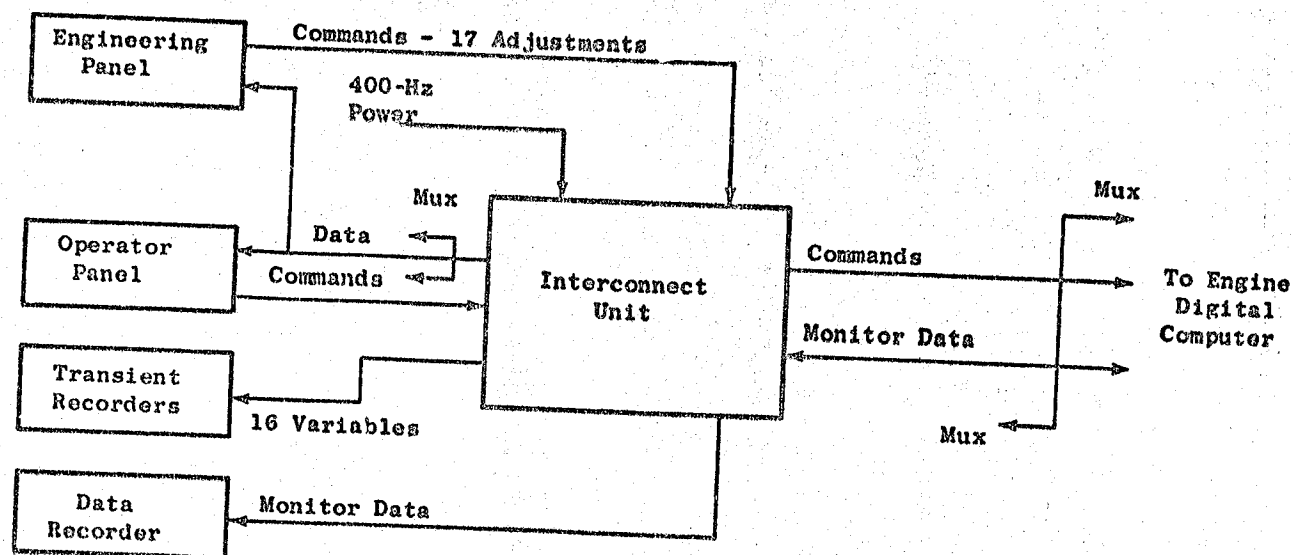 Engineering
Panel
Commands - 17 Adjustments
400-Hz
Power
Mux
Mux
Operator
Panel
Data
Commands
Interconnect
Unit
Commands
To Engine
Digital
Computer
Monitor Data
Transient
Recorders
16 Variables
Mux
Data
Recorder
Monitor Data